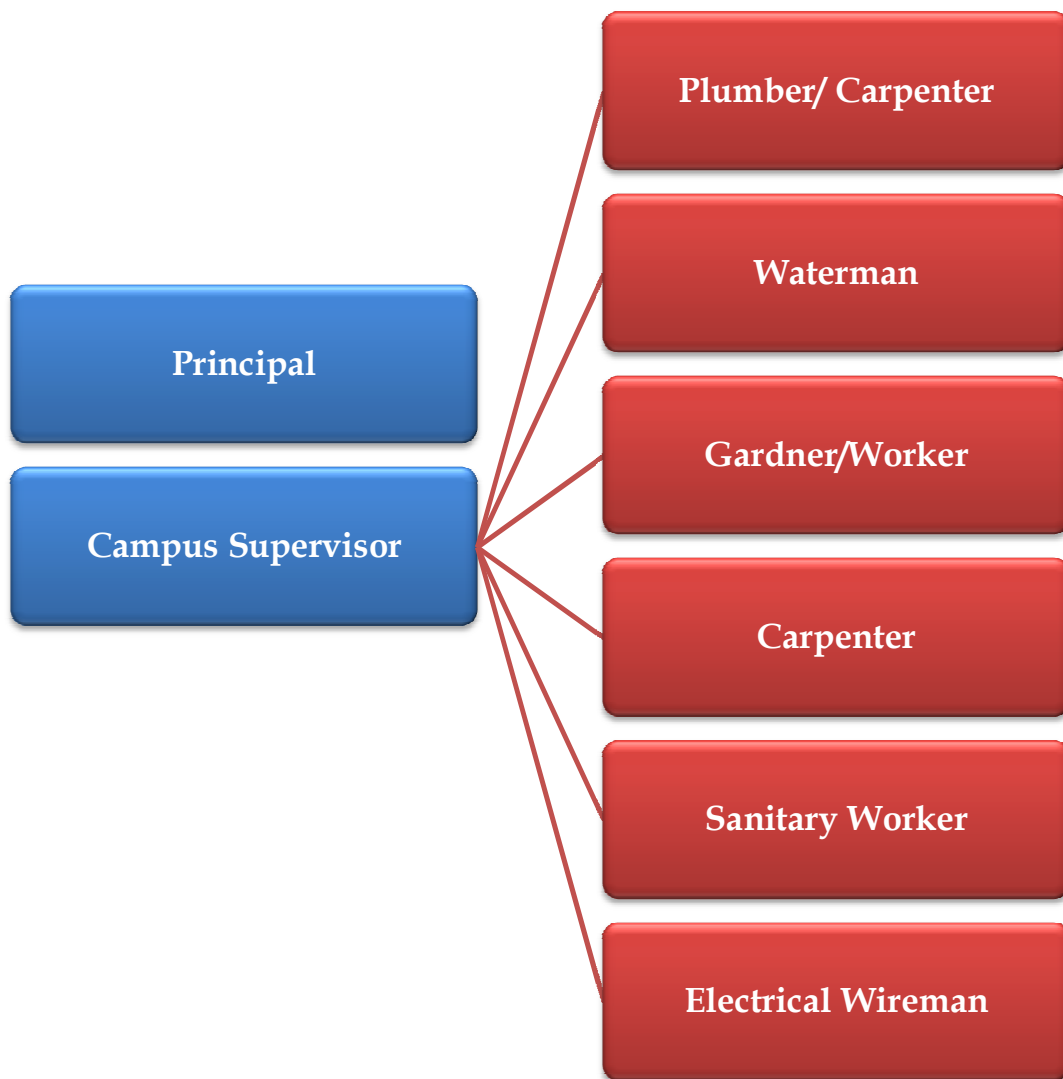 Principal
Campus Supervisor
Plumber/ Carpenter
Waterman
Gardner/Worker
Carpenter
Sanitary Worker
Electrical Wireman